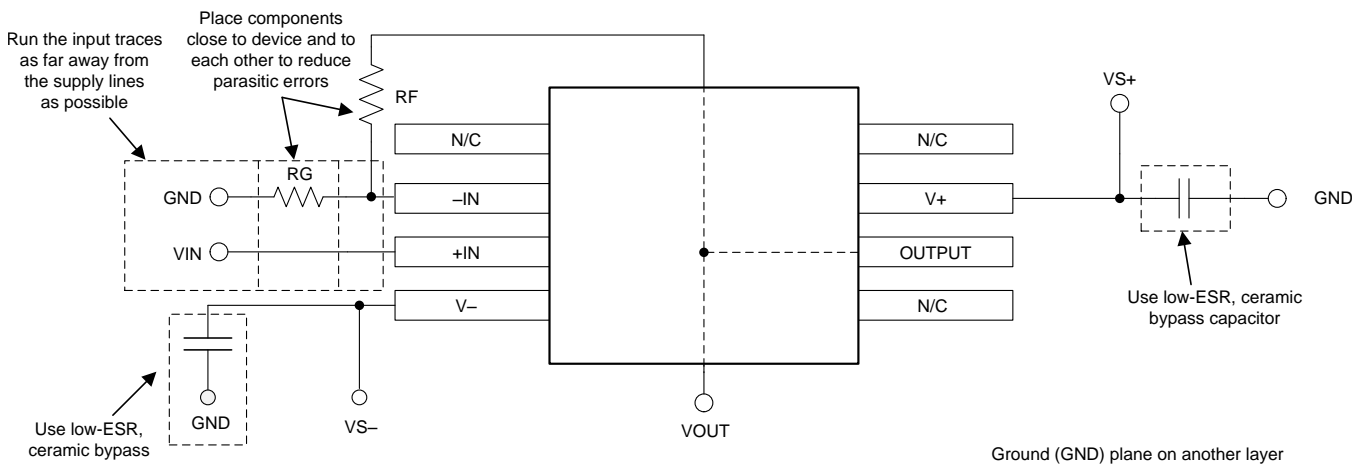 Place components
close to device and to
each other to reduce
parasitic errors
Run the input traces
as far away from
the supply lines
as possible
RF
VS+
N/C
N/C
RG
GND
–IN
V+
GND
VIN
+IN
OUTPUT
V–
N/C
Use low-ESR, ceramic
bypass capacitor
GND
VS–
VOUT
Use low-ESR,
ceramic bypass
Ground (GND) plane on another layer